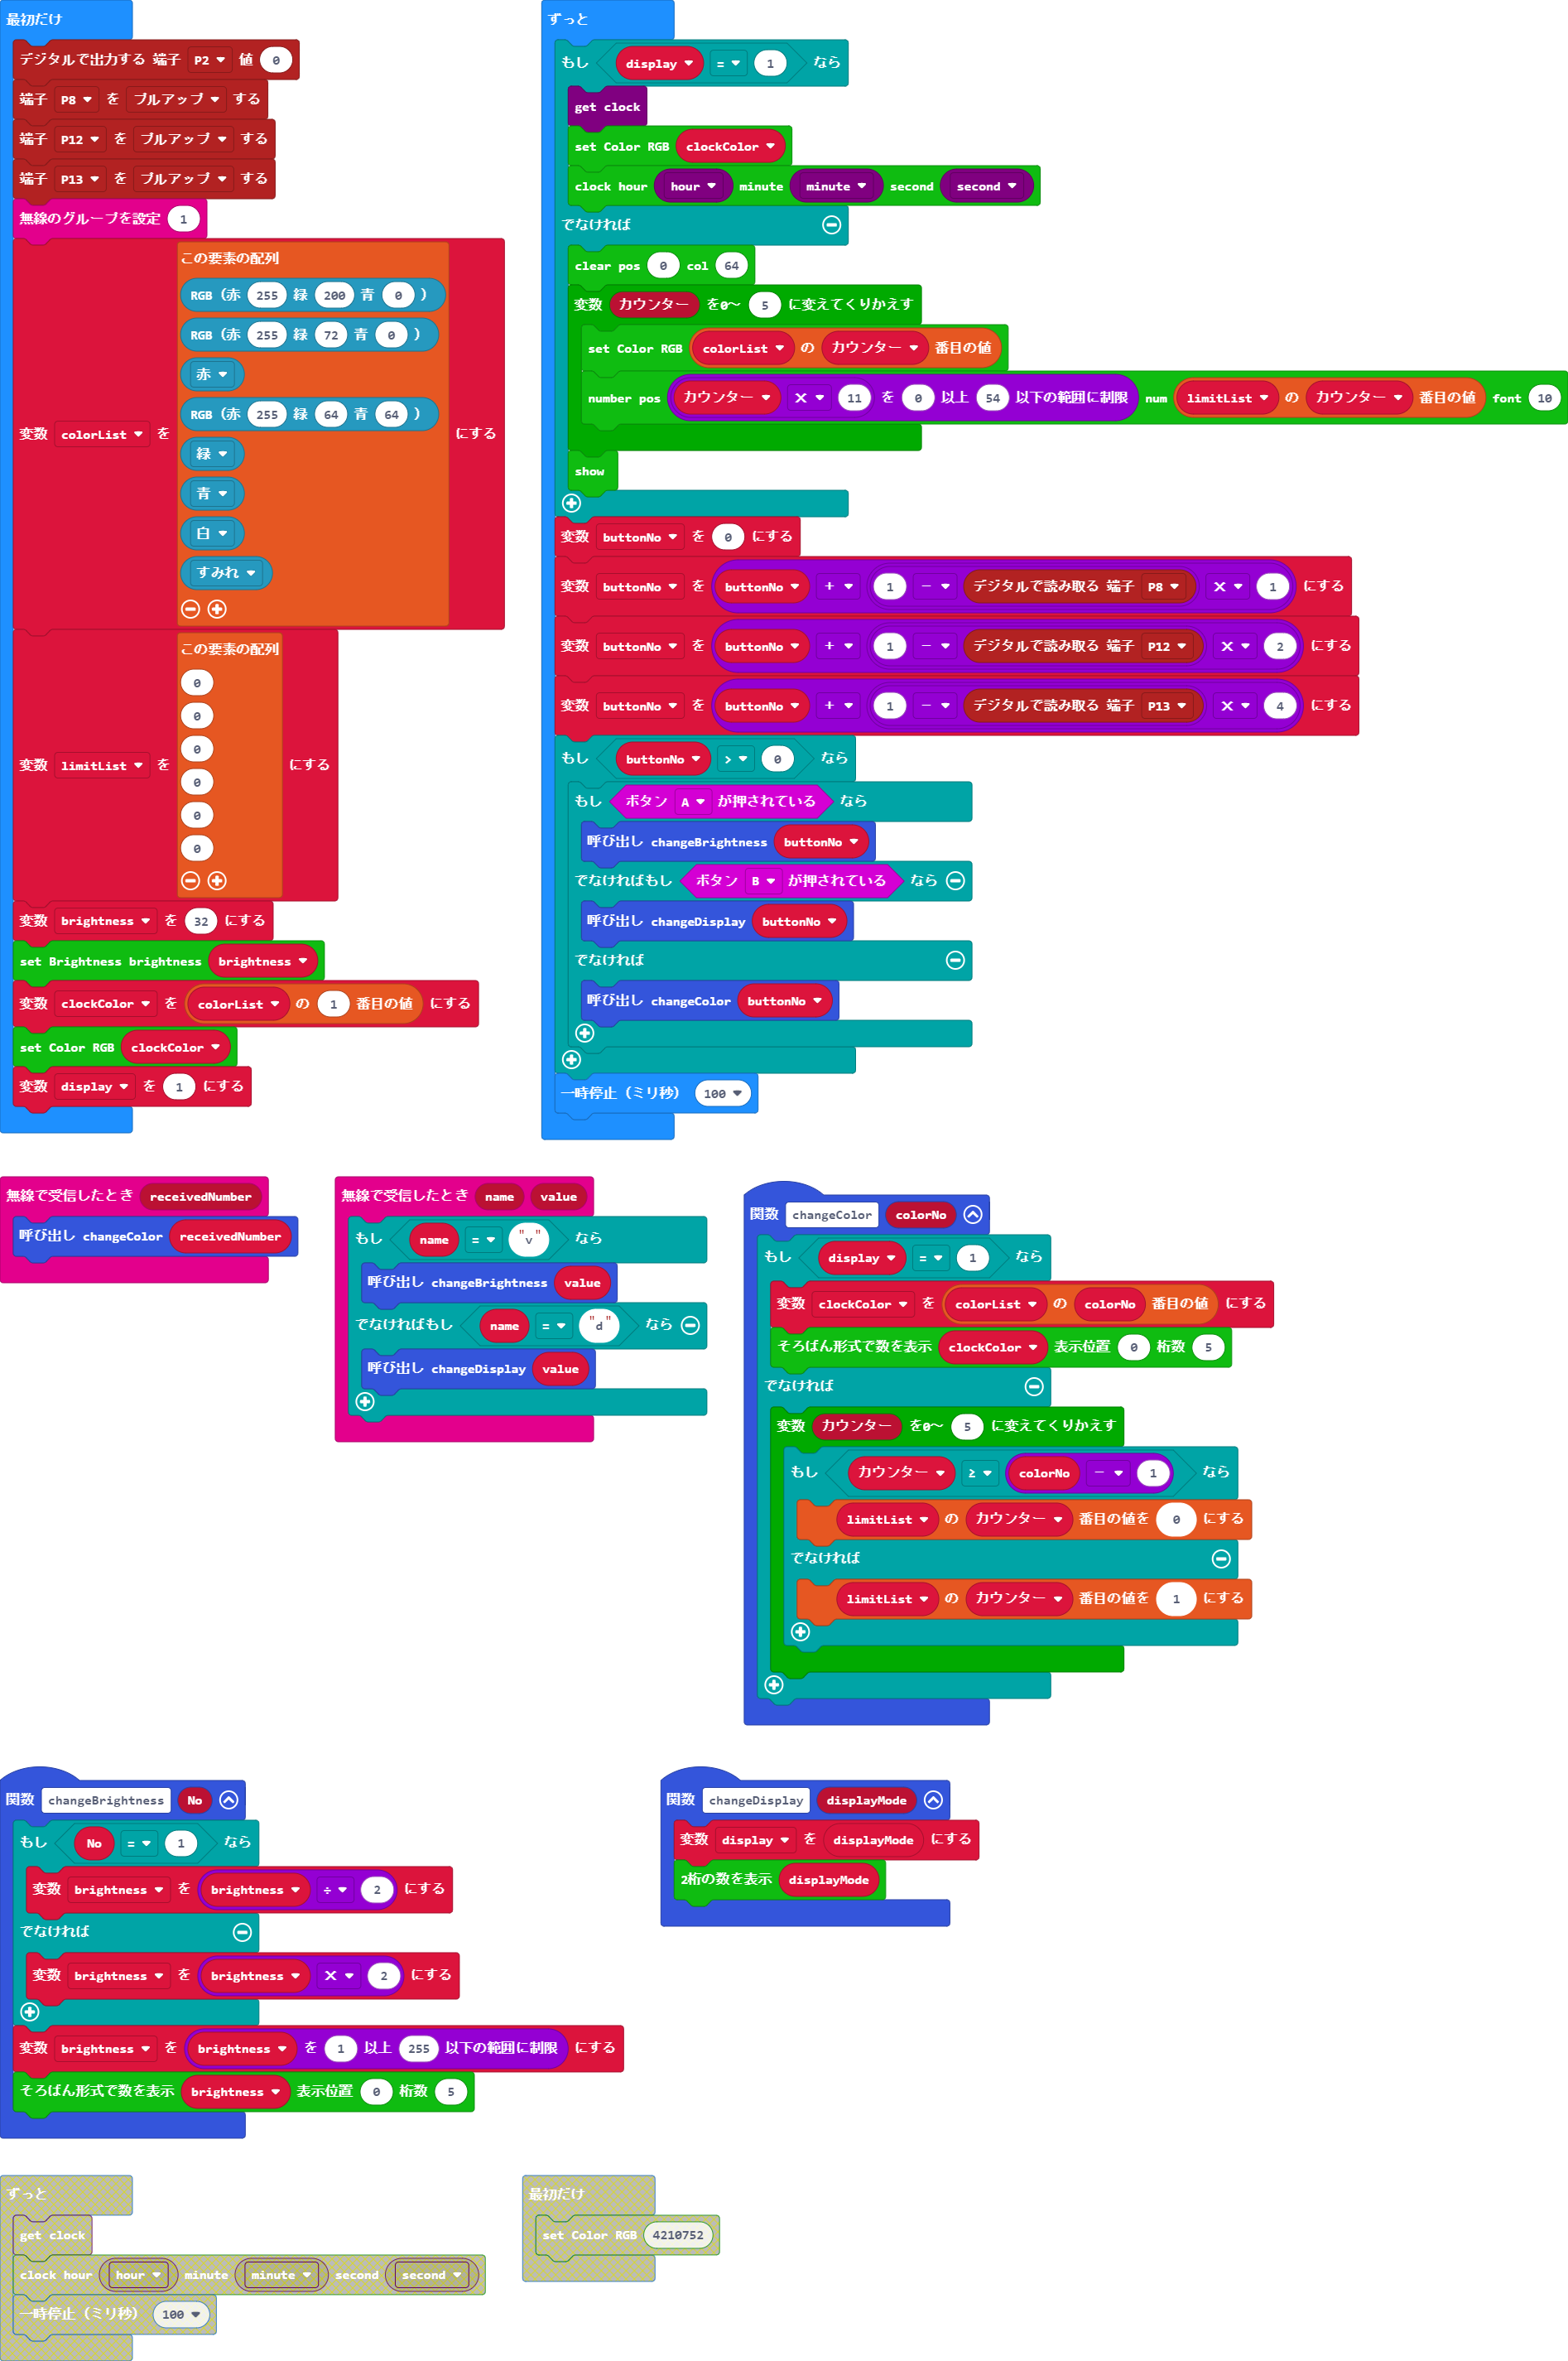 最初だけ
デジタルで出力する 端子 P2 値 0
端子 P8 を プルアップ する
端子 P12 を プルアップ する
端子 P13 を プルアップ する
無線のグループを設定 1
変数 colorList を この要素の配列 にする
RGB（赤 255 緑 200 青 0 ）
RGB（赤 255 緑 72 青 0 ）
赤
RGB（赤 255 緑 64 青 64 ）
緑
青
白
すみれ
変数 limitList を この要素の配列 にする
0
0
0
0
0
0
変数 brightness を 32 にする
set Brightness brightness brightness
変数 clockColor を colorList の 1 番目の値 にする
set Color RGB clockColor
変数 display を 1 にする
ずっと
もし display = 1 なら
get clock
set Color RGB clockColor
clock hour hour minute minute second second
でなければ
clear pos 0 col 64
変数 カウンター を0～ 5 に変えてくりかえす
set Color RGB colorList の カウンター 番目の値
number pos カウンター × 11 を 0 以上 54 以下の範囲に制限 num limitList の カウンター 番目の値 font 10
show
変数 buttonNo を 0 にする
変数 buttonNo を buttonNo + 1 - デジタルで読み取る 端子 P8 × 1 にする
変数 buttonNo を buttonNo + 1 - デジタルで読み取る 端子 P12 × 2 にする
変数 buttonNo を buttonNo + 1 - デジタルで読み取る 端子 P13 × 4 にする
もし buttonNo > 0 なら
もし ボタン A が押されている なら
呼び出し changeBrightness buttonNo
でなければもし ボタン B が押されている なら
呼び出し changeDisplay buttonNo
でなければ
呼び出し changeColor buttonNo
一時停止（ミリ秒） 100
無線で受信したとき receivedNumber
呼び出し changeColor receivedNumber
無線で受信したとき name value
もし name = "v" なら
呼び出し changeBrightness value
でなければもし name = "d" なら
呼び出し changeDisplay value
関数 changeColor colorNo
もし display = 1 なら
変数 clockColor を colorList の colorNo 番目の値 にする
そろばん形式で数を表示 clockColor 表示位置 0 桁数 5
でなければ
変数 カウンター を0～ 5 に変えてくりかえす
もし カウンター ≥ colorNo - 1 なら
limitList の カウンター 番目の値を 0 にする
でなければ
limitList の カウンター 番目の値を 1 にする
関数 changeBrightness No
もし No = 1 なら
変数 brightness を brightness ÷ 2 にする
でなければ
変数 brightness を brightness × 2 にする
変数 brightness を brightness を 1 以上 255 以下の範囲に制限 にする
そろばん形式で数を表示 brightness 表示位置 0 桁数 5
関数 changeDisplay displayMode
変数 display を displayMode にする
2桁の数を表示 displayMode
ずっと
get clock
clock hour hour minute minute second second
一時停止（ミリ秒） 100
最初だけ
set Color RGB 4210752